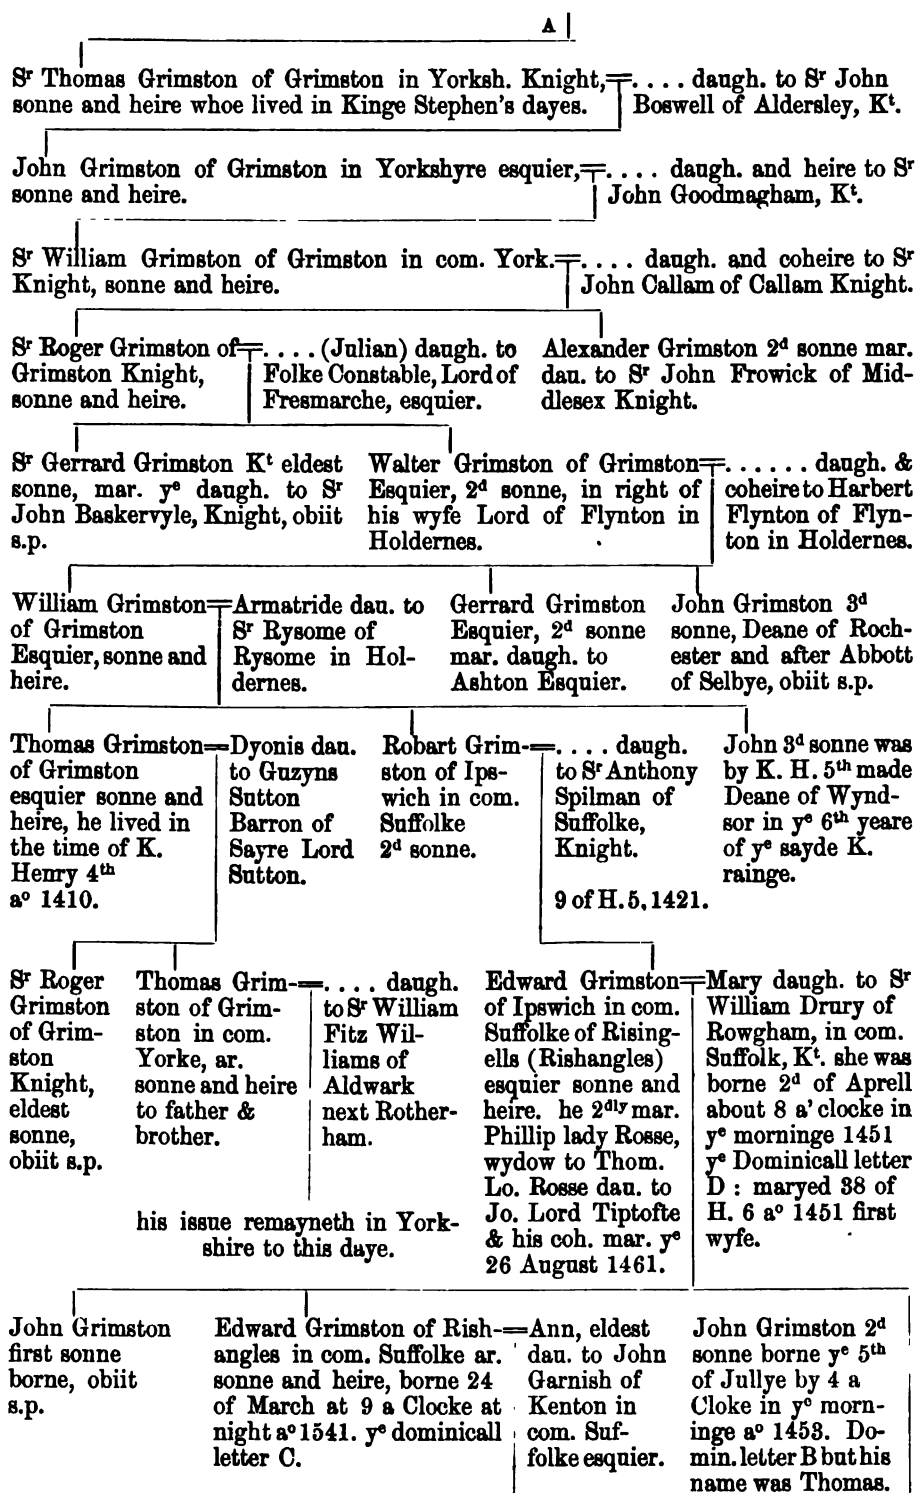 A
Sr Thomas Grimston of Grimston in Yorksh. Knight,
sonne and heire whoe lived in Kinge Stephen's dayes.
. . . . daugh. to Sr John
Boswell of Aldersley, Kt.
John Grimston of Grimston in Yorkshyre esquier,
sonne and heire.
. . . . daugh. and heire to Sr
John Goodmagham, Kt.
Sr William Grimston of Grimston in com. York.
Knight, sonne and heire.
. . . . daugh. and coheire to Sr
John Callam of Callam Knight.
Sr Roger Grimston of
Grimston Knight,
sonne and heire.
. . . . (Julian) daugh. to
Folke Constable, Lord of
Fresmarche, esquier.
Alexander Grimston 2d sonne mar.
dau. to Sr John Frowick of Mid-
dlesex Knight.
Sr Gerrard Grimston Kt eldest
sonne, mar. ye daugh. to Sr
John Baskervyle, Knight, obiit
s.p.
Walter Grimston of Grimston
Esquier, 2d sonne, in right of
his wyfe Lord of Flynton in
Holdernes.
. . . . . . daugh. &
coheire to Harbert
Flynton of Flyn-
ton in Holdernes.
William Grimston
of Grimston
Esquier, sonne and
heire.
Armatride dau. to
Sr Rysome of
Rysome in Hol-
dernes.
Gerrard Grimston
Esquier, 2d sonne
mar. daugh. to
Ashton Esquier.
John Grimston 3d
sonne, Deane of Roch-
ester and after Abbott
of Selbye, obiit s.p.
Thomas Grimston
of Grimston
esquier sonne and
heire, he lived in
the time of K.
Henry 4th
ao 1410.
Dyonis dau.
to Guzyns
Sutton
Barron of
Sayre Lord
Sutton.
Robart Grim-
ston of Ips-
wich in com.
Suffolke
2d sonne.
. . . . daugh.
to Sr Anthony
Spilman of
Suffolke,
Knight.
9 of H. 5, 1421.
John 3d sonne was
by K. H. 5th made
Deane of Wynd-
sor in ye 6th yeare
of ye sayde K.
rainge.
Sr Roger
Grimston
of Grim-
ston
Knight,
eldest
sonne,
obiit s.p.
Thomas Grim-
ston of Grim-
ston in com.
Yorke, ar.
sonne and heire
to father &
brother.
. . . . daugh.
to Sr William
Fitz Wil-
liams of
Aldwark
next Rother-
ham.
his issue remayneth in York-
shire to this daye.
Edward Grimston
of Ipswich in com.
Suffolke of Rising-
ells (Rishangles)
esquier sonne and
heire. he 2dly mar.
Phillip lady Rosse,
wydow to Thom.
Lo. Rosse dau. to
Jo. Lord Tiptofte
& his coh. mar. ye
26 August 1461.
Mary daugh. to Sr
William Drury of
Rowgham, in com.
Suffolk, Kt. she was
borne 2d of Aprell
about 8 a' clocke in
ye morninge 1451
ye Dominicall letter
D : maryed 38 of
H. 6 ao 1451 first
wyfe.
John Grimston
first sonne
borne, obiit
s.p.
Edward Grimston of Rish-
angles in com. Suffolke ar.
sonne and heire, borne 24
of March at 9 a Clocke at
night ao 1541. ye dominicall
letter C.
Ann, eldest
dau. to John
Garnish of
Kenton in
com. Suf-
folke esquier.
John Grimston 2d
sonne borne ye 5th
of Jullye by 4 a
Cloke in ye morn-
inge ao 1453. Do-
min. letter B but his
name was Thomas.